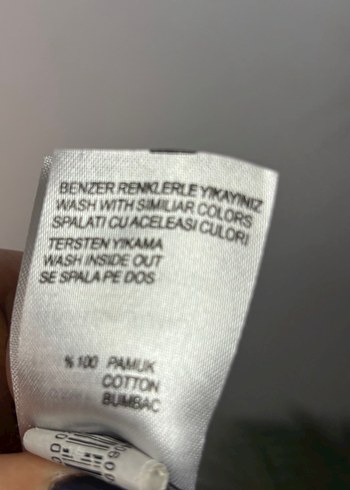 BENZER RENKLERLE YIKAYINIZ
WASH WITH SIMILIAR COLORS
SPALATI CU ACELEASI CULORI
TERSTEN YIKAMA
WASH INSIDE OUT
SE SPALA PE DOS
%100 PAMUK
COTTON
BUMBAC